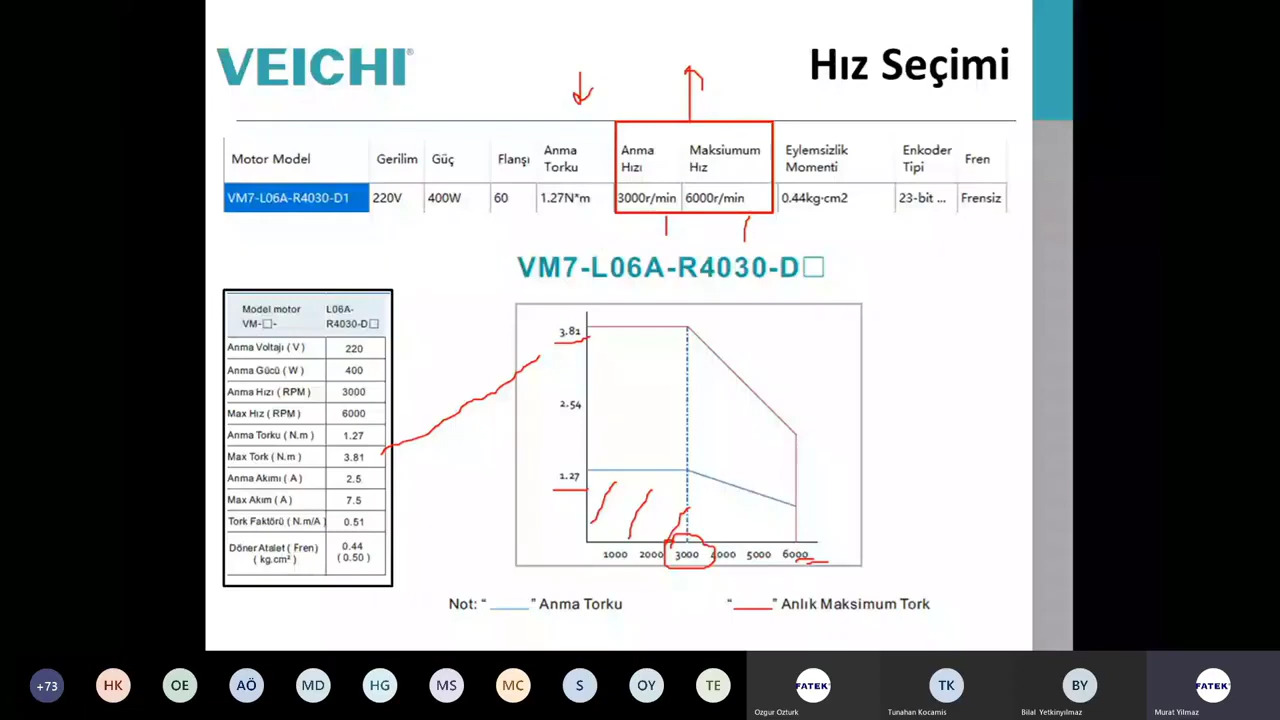 VEICHI®
Hız Seçimi
Motor Model Gerilim Güç Flanşı Anma Torku Anma Hızı Maksiumum Hız Eylemsizlik Momenti Enkoder Tipi Fren
VM7-L06A-R4030-D1 220V 400W 60 1.27N*m 3000r/min 6000r/min 0.44kg·cm2 23-bit ... Frensiz
VM7-L06A-R4030-D□
Model motor L06A-
VM-□- R4030-D□
Anma Voltajı ( V ) 220
Anma Gücü ( W ) 400
Anma Hızı ( RPM ) 3000
Max Hız ( RPM ) 6000
Anma Torku ( N.m ) 1.27
Max Tork ( N.m ) 3.81
Anma Akımı ( A ) 2.5
Max Akım ( A ) 7.5
Tork Faktörü ( N.m/A ) 0.51
Döner Atalet ( Fren) 0.44
( kg.cm² ) ( 0.50 )
3.81
2.54
1.27
1000 2000 3000 4000 5000 6000
Not: “ ____ ” Anma Torku
“ ____ ” Anlık Maksimum Tork
+73 HK OE AÖ MD HG MS MC S OY TE FATEK TK BY FATEK
Ozgur Ozturk Tunahan Kocamis Bilal Yetkinyılmaz Murat Yilmaz